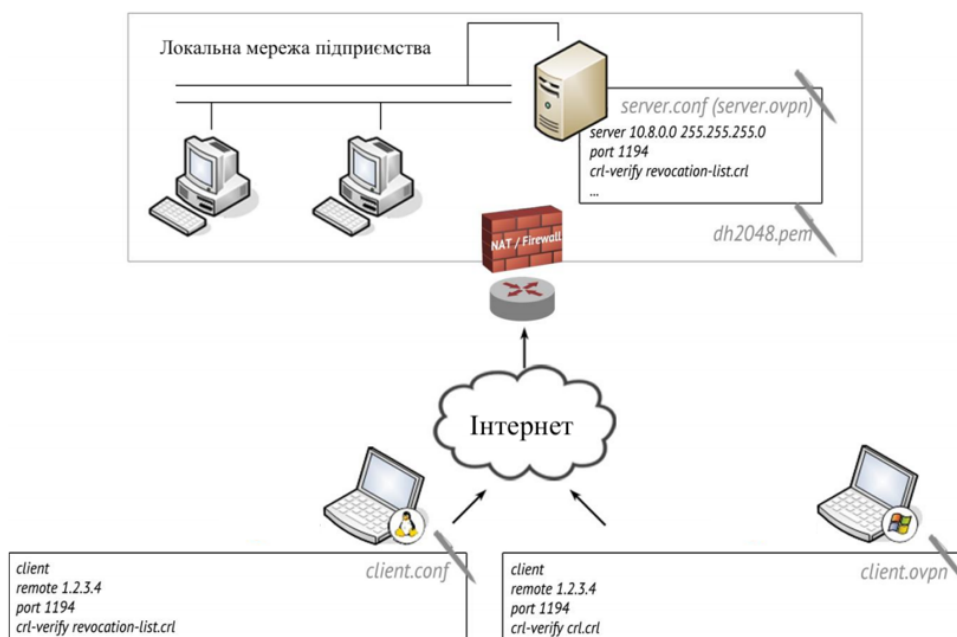 Локальна мережа підприємства
server.conf (server.ovpn)
server 10.8.0.0 255.255.255.0
port 1194
crl-verify revocation-list.crl
...
dh2048.pem
NAT / Firewall
Інтернет
client.conf
client
remote 1.2.3.4
port 1194
crl-verify revocation-list.crl
client.ovpn
client
remote 1.2.3.4
port 1194
crl-verify crl.crl